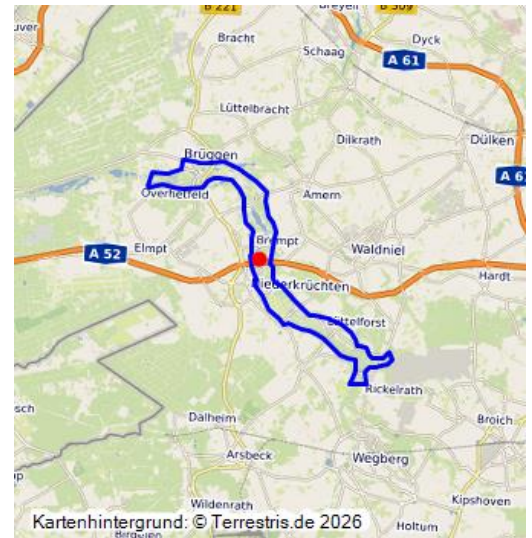 B 221
B 509
Breyell
Dyck
Bracht
Schaag
A 61
Lüttelbracht
Dilkrath
Dülken
Brüggen
A 61
Overhetfeld
Amern
Elmpt
Brempt
Waldniel
A 52
Niederkrüchten
Hardt
Lüttelforst
Rickelrath
Dalheim
Broich
Arsbeck
Wegberg
Wildenrath
Kipshoven
Kartenhintergrund: © Terrestris.de 2026
Holtum